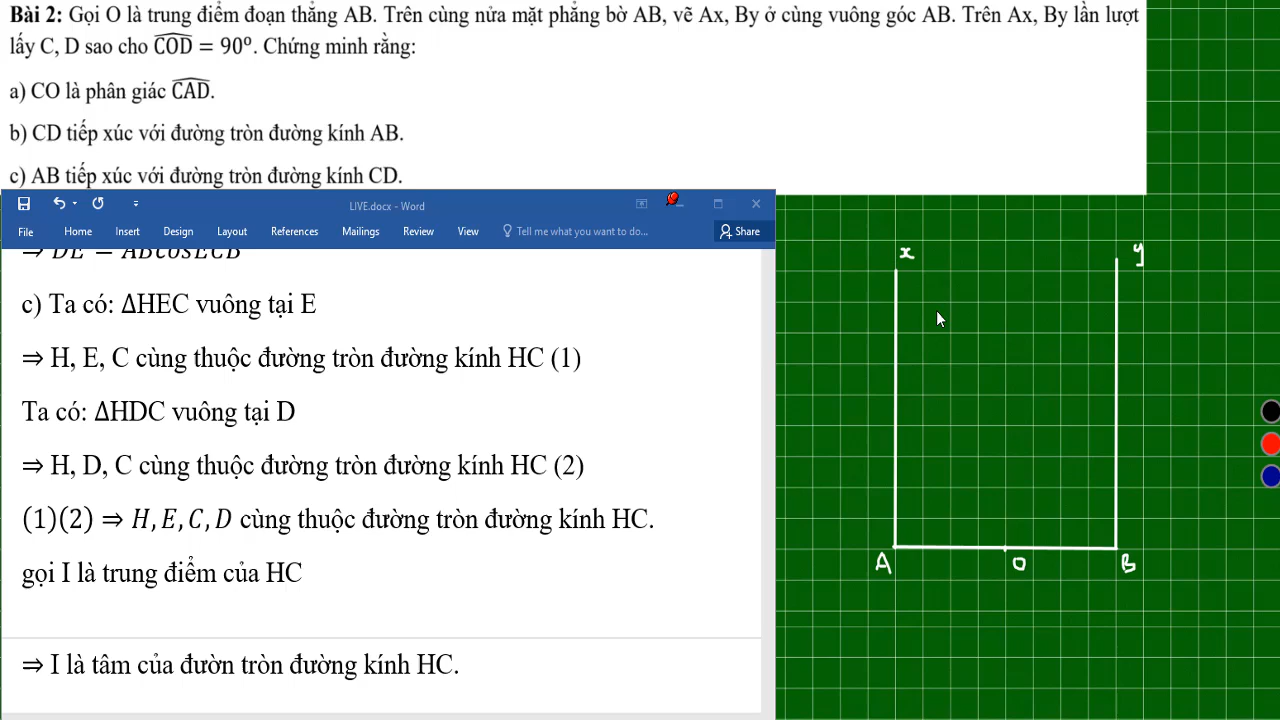 Bài 2: Gọi O là trung điểm đoạn thẳng AB. Trên cùng nửa mặt phẳng bờ AB, vẽ Ax, By ở cùng vuông góc AB. Trên Ax, By lần lượt
lấy C, D sao cho \widehat{COD} = 90°. Chứng minh rằng:
a) CO là phân giác \widehat{CAD}.
b) CD tiếp xúc với đường tròn đường kính AB.
c) AB tiếp xúc với đường tròn đường kính CD.
LIVE.docx - Word
File Home Insert Design Layout References Mailings Review View Tell me what you want to do... Share
⇒ DE = ABcosECB
c) Ta có: ΔHEC vuông tại E
⇒ H, E, C cùng thuộc đường tròn đường kính HC (1)
Ta có: ΔHDC vuông tại D
⇒ H, D, C cùng thuộc đường tròn đường kính HC (2)
(1)(2) ⇒ H, E, C, D cùng thuộc đường tròn đường kính HC.
gọi I là trung điểm của HC
⇒ I là tâm của đườn tròn đường kính HC.
x y
A O B